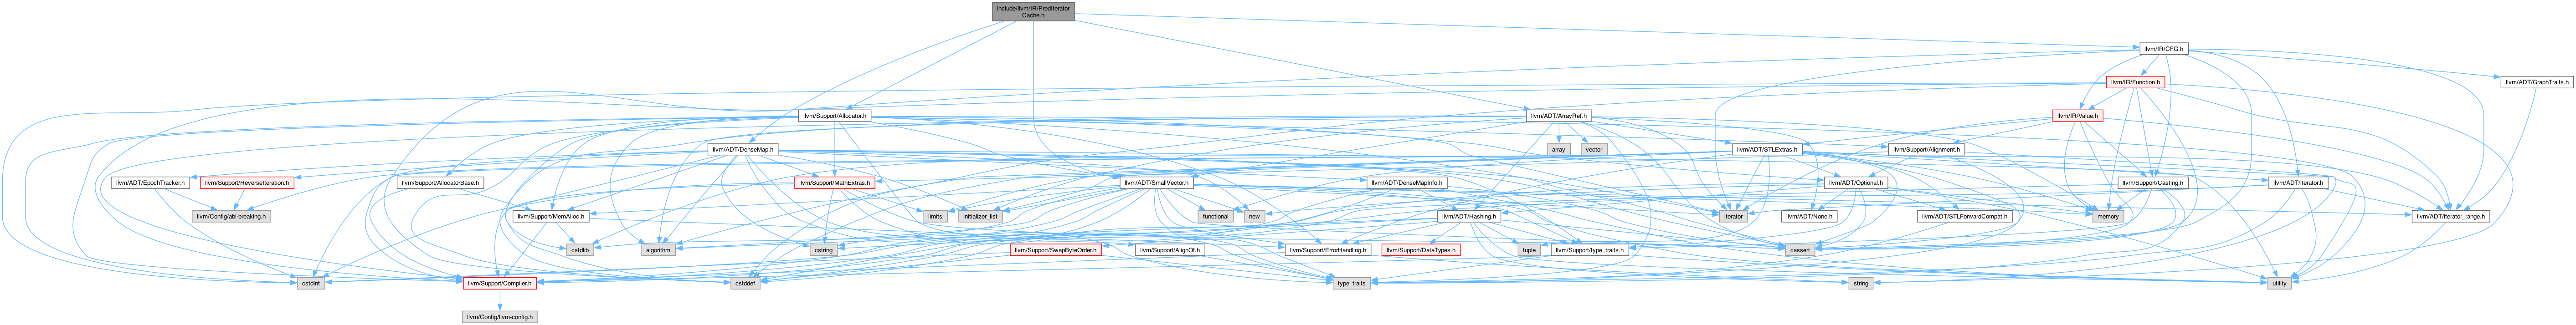 include/llvm/IR/PredIterator
Cache.h
llvm/IR/CFG.h
llvm/IR/Function.h
llvm/ADT/GraphTraits.h
llvm/Support/Allocator.h
llvm/ADT/ArrayRef.h
llvm/IR/Value.h
llvm/ADT/DenseMap.h
array
vector
llvm/ADT/STLExtras.h
llvm/Support/Alignment.h
llvm/ADT/EpochTracker.h
llvm/Support/ReverseIteration.h
llvm/Support/AllocatorBase.h
llvm/Support/MathExtras.h
llvm/ADT/SmallVector.h
llvm/ADT/DenseMapInfo.h
llvm/ADT/Optional.h
llvm/Support/Casting.h
llvm/ADT/iterator.h
llvm/Config/abi-breaking.h
llvm/Support/MemAlloc.h
limits
initializer_list
functional
new
llvm/ADT/Hashing.h
iterator
llvm/ADT/None.h
llvm/ADT/STLForwardCompat.h
memory
llvm/ADT/iterator_range.h
cstdlib
algorithm
cstring
llvm/Support/SwapByteOrder.h
llvm/Support/AlignOf.h
llvm/Support/ErrorHandling.h
llvm/Support/DataTypes.h
tuple
llvm/Support/type_traits.h
cassert
cstdint
llvm/Support/Compiler.h
cstddef
type_traits
string
utility
llvm/Config/llvm-config.h